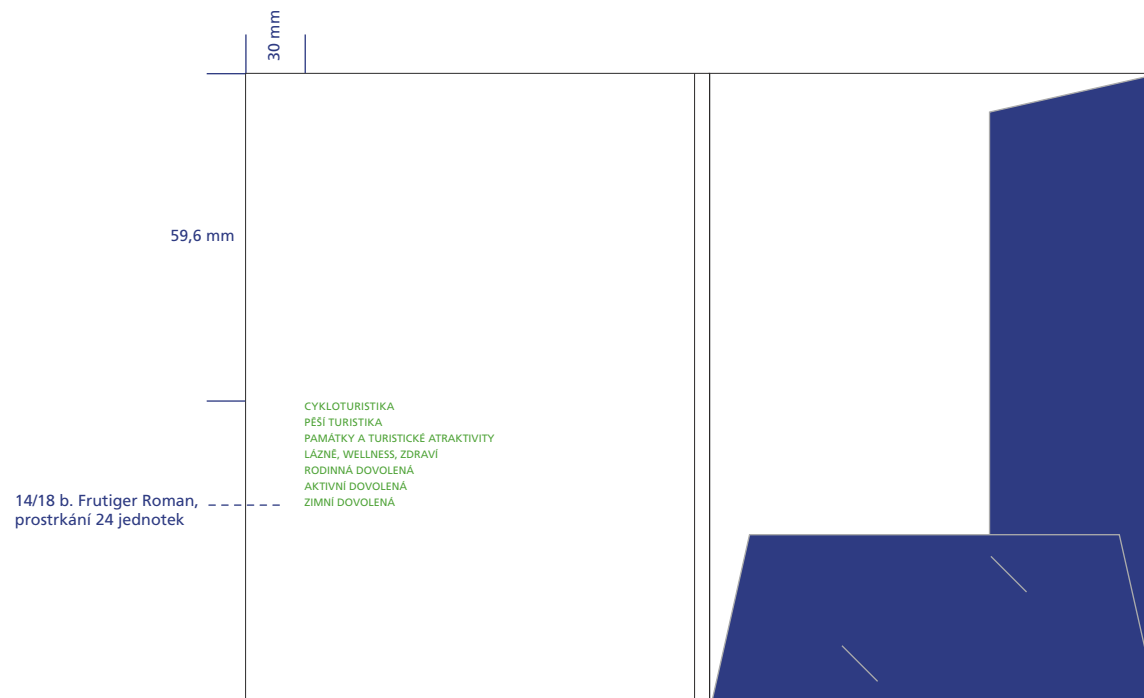 30 mm
59,6 mm
CYKLOTURISTIKA
PĚŠÍ TURISTIKA
PAMÁTKY A TURISTICKÉ ATRAKTIVITY
LÁZNĚ, WELLNESS, ZDRAVÍ
RODINNÁ DOVOLENÁ
AKTIVNÍ DOVOLENÁ
ZIMNÍ DOVOLENÁ
14/18 b. Frutiger Roman,
prostrkání 24 jednotek